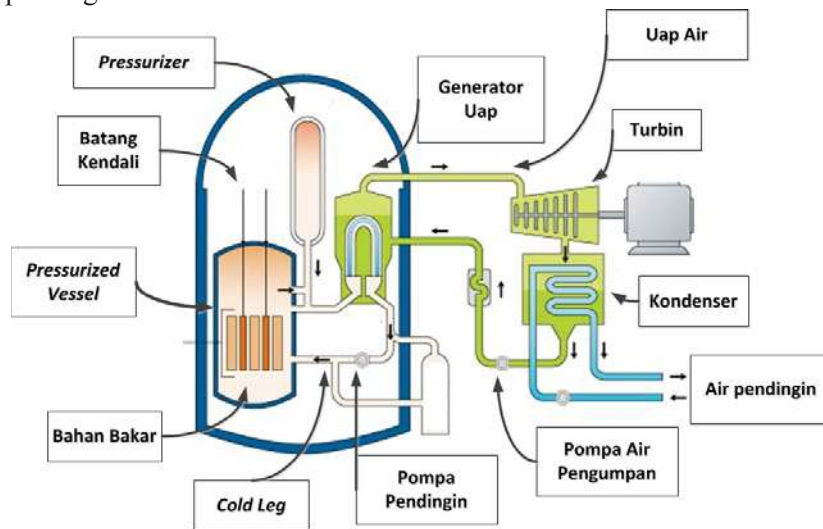 Pressurizer
Generator
Uap
Uap Air
Turbin
Batang
Kendali
Pressurized
Vessel
Kondenser
Air pendingin
Bahan Bakar
Cold Leg
Pompa
Pendingin
Pompa Air
Pengumpan